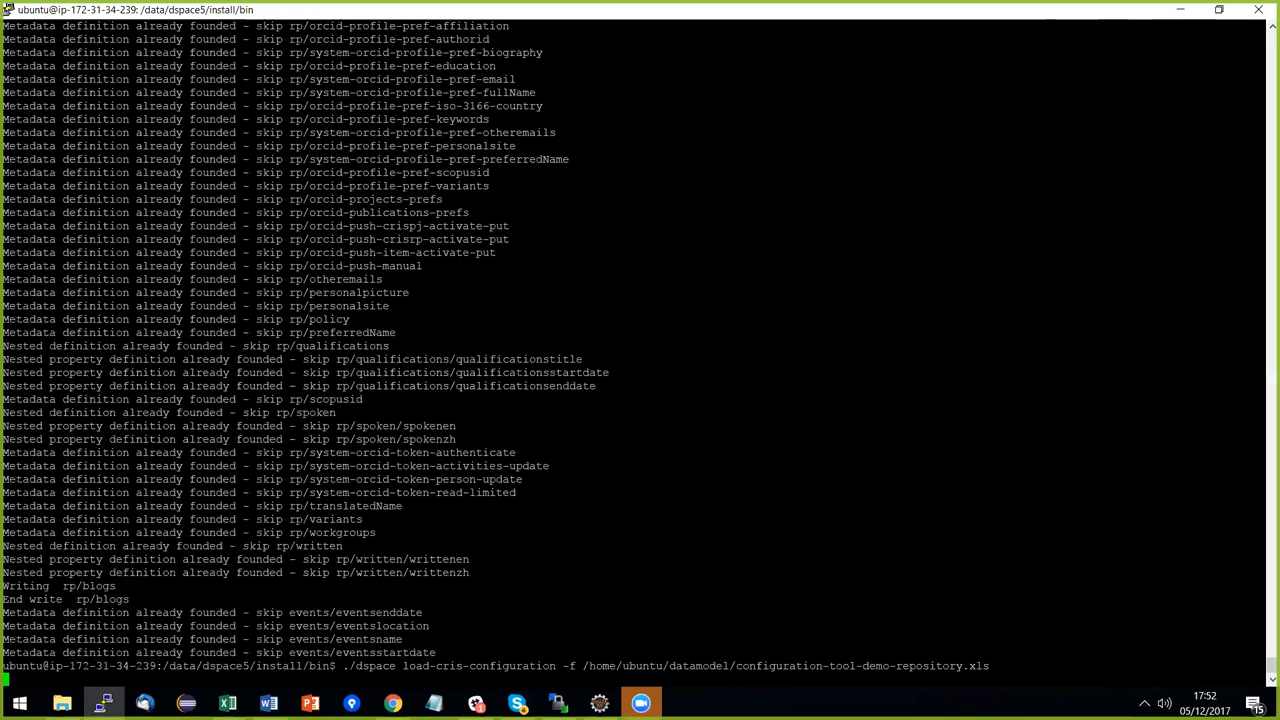 ubuntu@ip-172-31-34-239: /data/dspace5/install/bin
Metadata definition already founded - skip rp/orcid-profile-pref-affiliation
Metadata definition already founded - skip rp/orcid-profile-pref-authorid
Metadata definition already founded - skip rp/system-orcid-profile-pref-biography
Metadata definition already founded - skip rp/orcid-profile-pref-education
Metadata definition already founded - skip rp/system-orcid-profile-pref-email
Metadata definition already founded - skip rp/system-orcid-profile-pref-fullName
Metadata definition already founded - skip rp/orcid-profile-pref-iso-3166-country
Metadata definition already founded - skip rp/orcid-profile-pref-keywords
Metadata definition already founded - skip rp/system-orcid-profile-pref-otheremails
Metadata definition already founded - skip rp/orcid-profile-pref-personalsite
Metadata definition already founded - skip rp/system-orcid-profile-pref-preferredName
Metadata definition already founded - skip rp/orcid-profile-pref-scopusid
Metadata definition already founded - skip rp/orcid-profile-pref-variants
Metadata definition already founded - skip rp/orcid-projects-prefs
Metadata definition already founded - skip rp/orcid-publications-prefs
Metadata definition already founded - skip rp/orcid-push-crispj-activate-put
Metadata definition already founded - skip rp/orcid-push-crisrp-activate-put
Metadata definition already founded - skip rp/orcid-push-item-activate-put
Metadata definition already founded - skip rp/orcid-push-manual
Metadata definition already founded - skip rp/otheremails
Metadata definition already founded - skip rp/personalpicture
Metadata definition already founded - skip rp/personalsite
Metadata definition already founded - skip rp/policy
Metadata definition already founded - skip rp/preferredName
Nested definition already founded - skip rp/qualifications
Nested property definition already founded - skip rp/qualifications/qualificationstitle
Nested property definition already founded - skip rp/qualifications/qualificationsstartdate
Nested property definition already founded - skip rp/qualifications/qualificationsenddate
Metadata definition already founded - skip rp/scopusid
Nested definition already founded - skip rp/spoken
Nested property definition already founded - skip rp/spoken/spokenen
Nested property definition already founded - skip rp/spoken/spokenzh
Metadata definition already founded - skip rp/system-orcid-token-authenticate
Metadata definition already founded - skip rp/system-orcid-token-activities-update
Metadata definition already founded - skip rp/system-orcid-token-person-update
Metadata definition already founded - skip rp/system-orcid-token-read-limited
Metadata definition already founded - skip rp/translatedName
Metadata definition already founded - skip rp/variants
Metadata definition already founded - skip rp/workgroups
Nested definition already founded - skip rp/written
Nested property definition already founded - skip rp/written/writtenen
Nested property definition already founded - skip rp/written/writtenzh
Writing  rp/blogs
End write  rp/blogs
Metadata definition already founded - skip events/eventsenddate
Metadata definition already founded - skip events/eventslocation
Metadata definition already founded - skip events/eventsname
Metadata definition already founded - skip events/eventsstartdate
ubuntu@ip-172-31-34-239:/data/dspace5/install/bin$ ./dspace load-cris-configuration -f /home/ubuntu/datamodel/configuration-tool-demo-repository.xls
17:52
05/12/2017
15